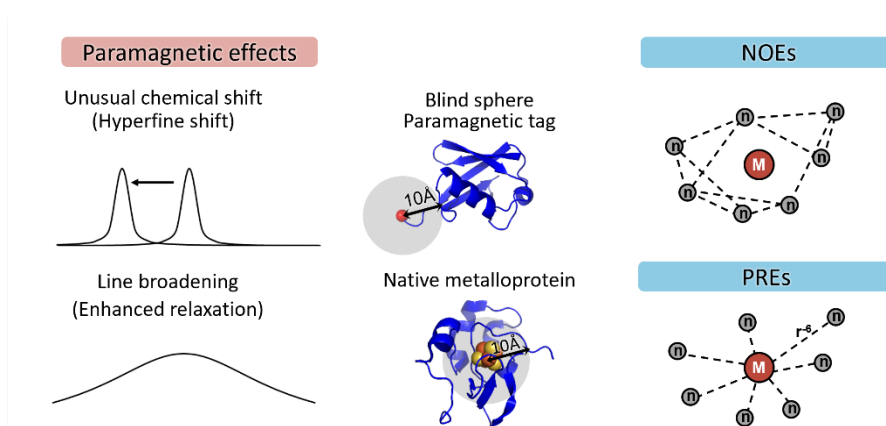 Paramagnetic effects
Unusual chemical shift
(Hyperfine shift)
Line broadening
(Enhanced relaxation)
Blind sphere
Paramagnetic tag
10Å
Native metalloprotein
10Å
NOEs
n
n
n
n
M
n
n
n
PREs
n
n
r-6
n
M
n
n
n
n